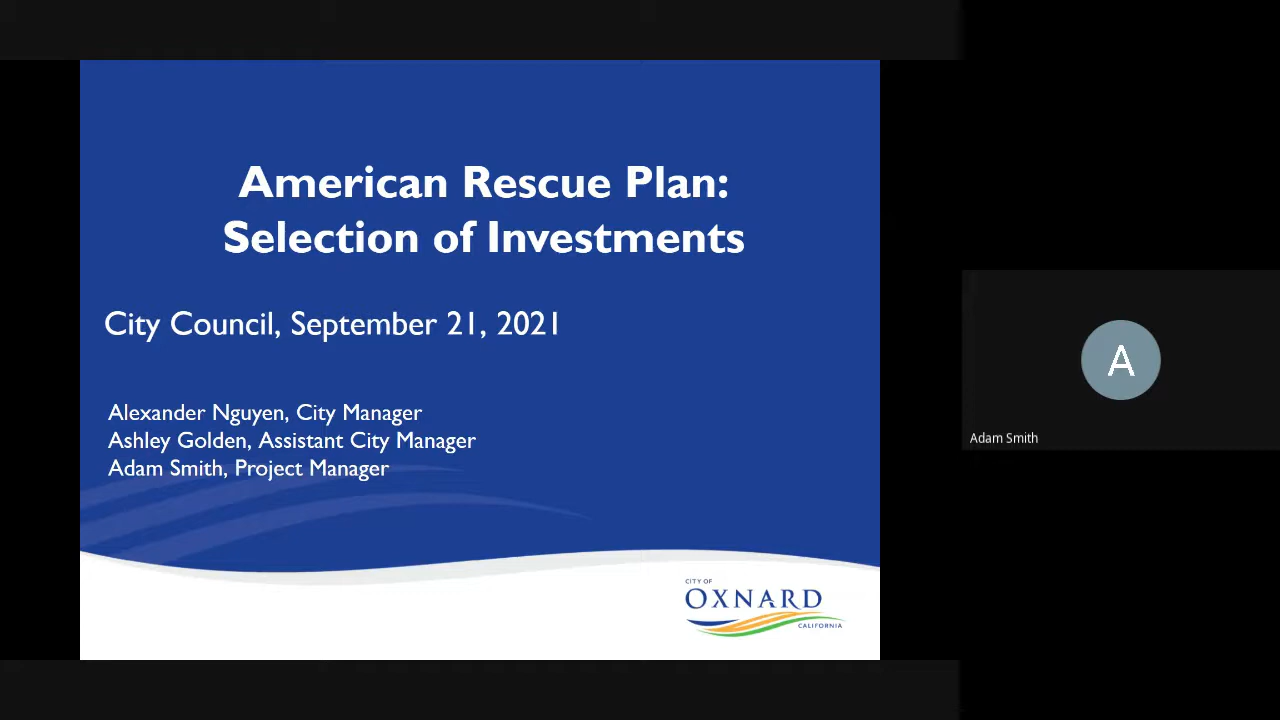 American Rescue Plan:
Selection of Investments
City Council, September 21, 2021
Alexander Nguyen, City Manager
Ashley Golden, Assistant City Manager
Adam Smith, Project Manager
CITY OF
OXNARD
CALIFORNIA
A
Adam Smith